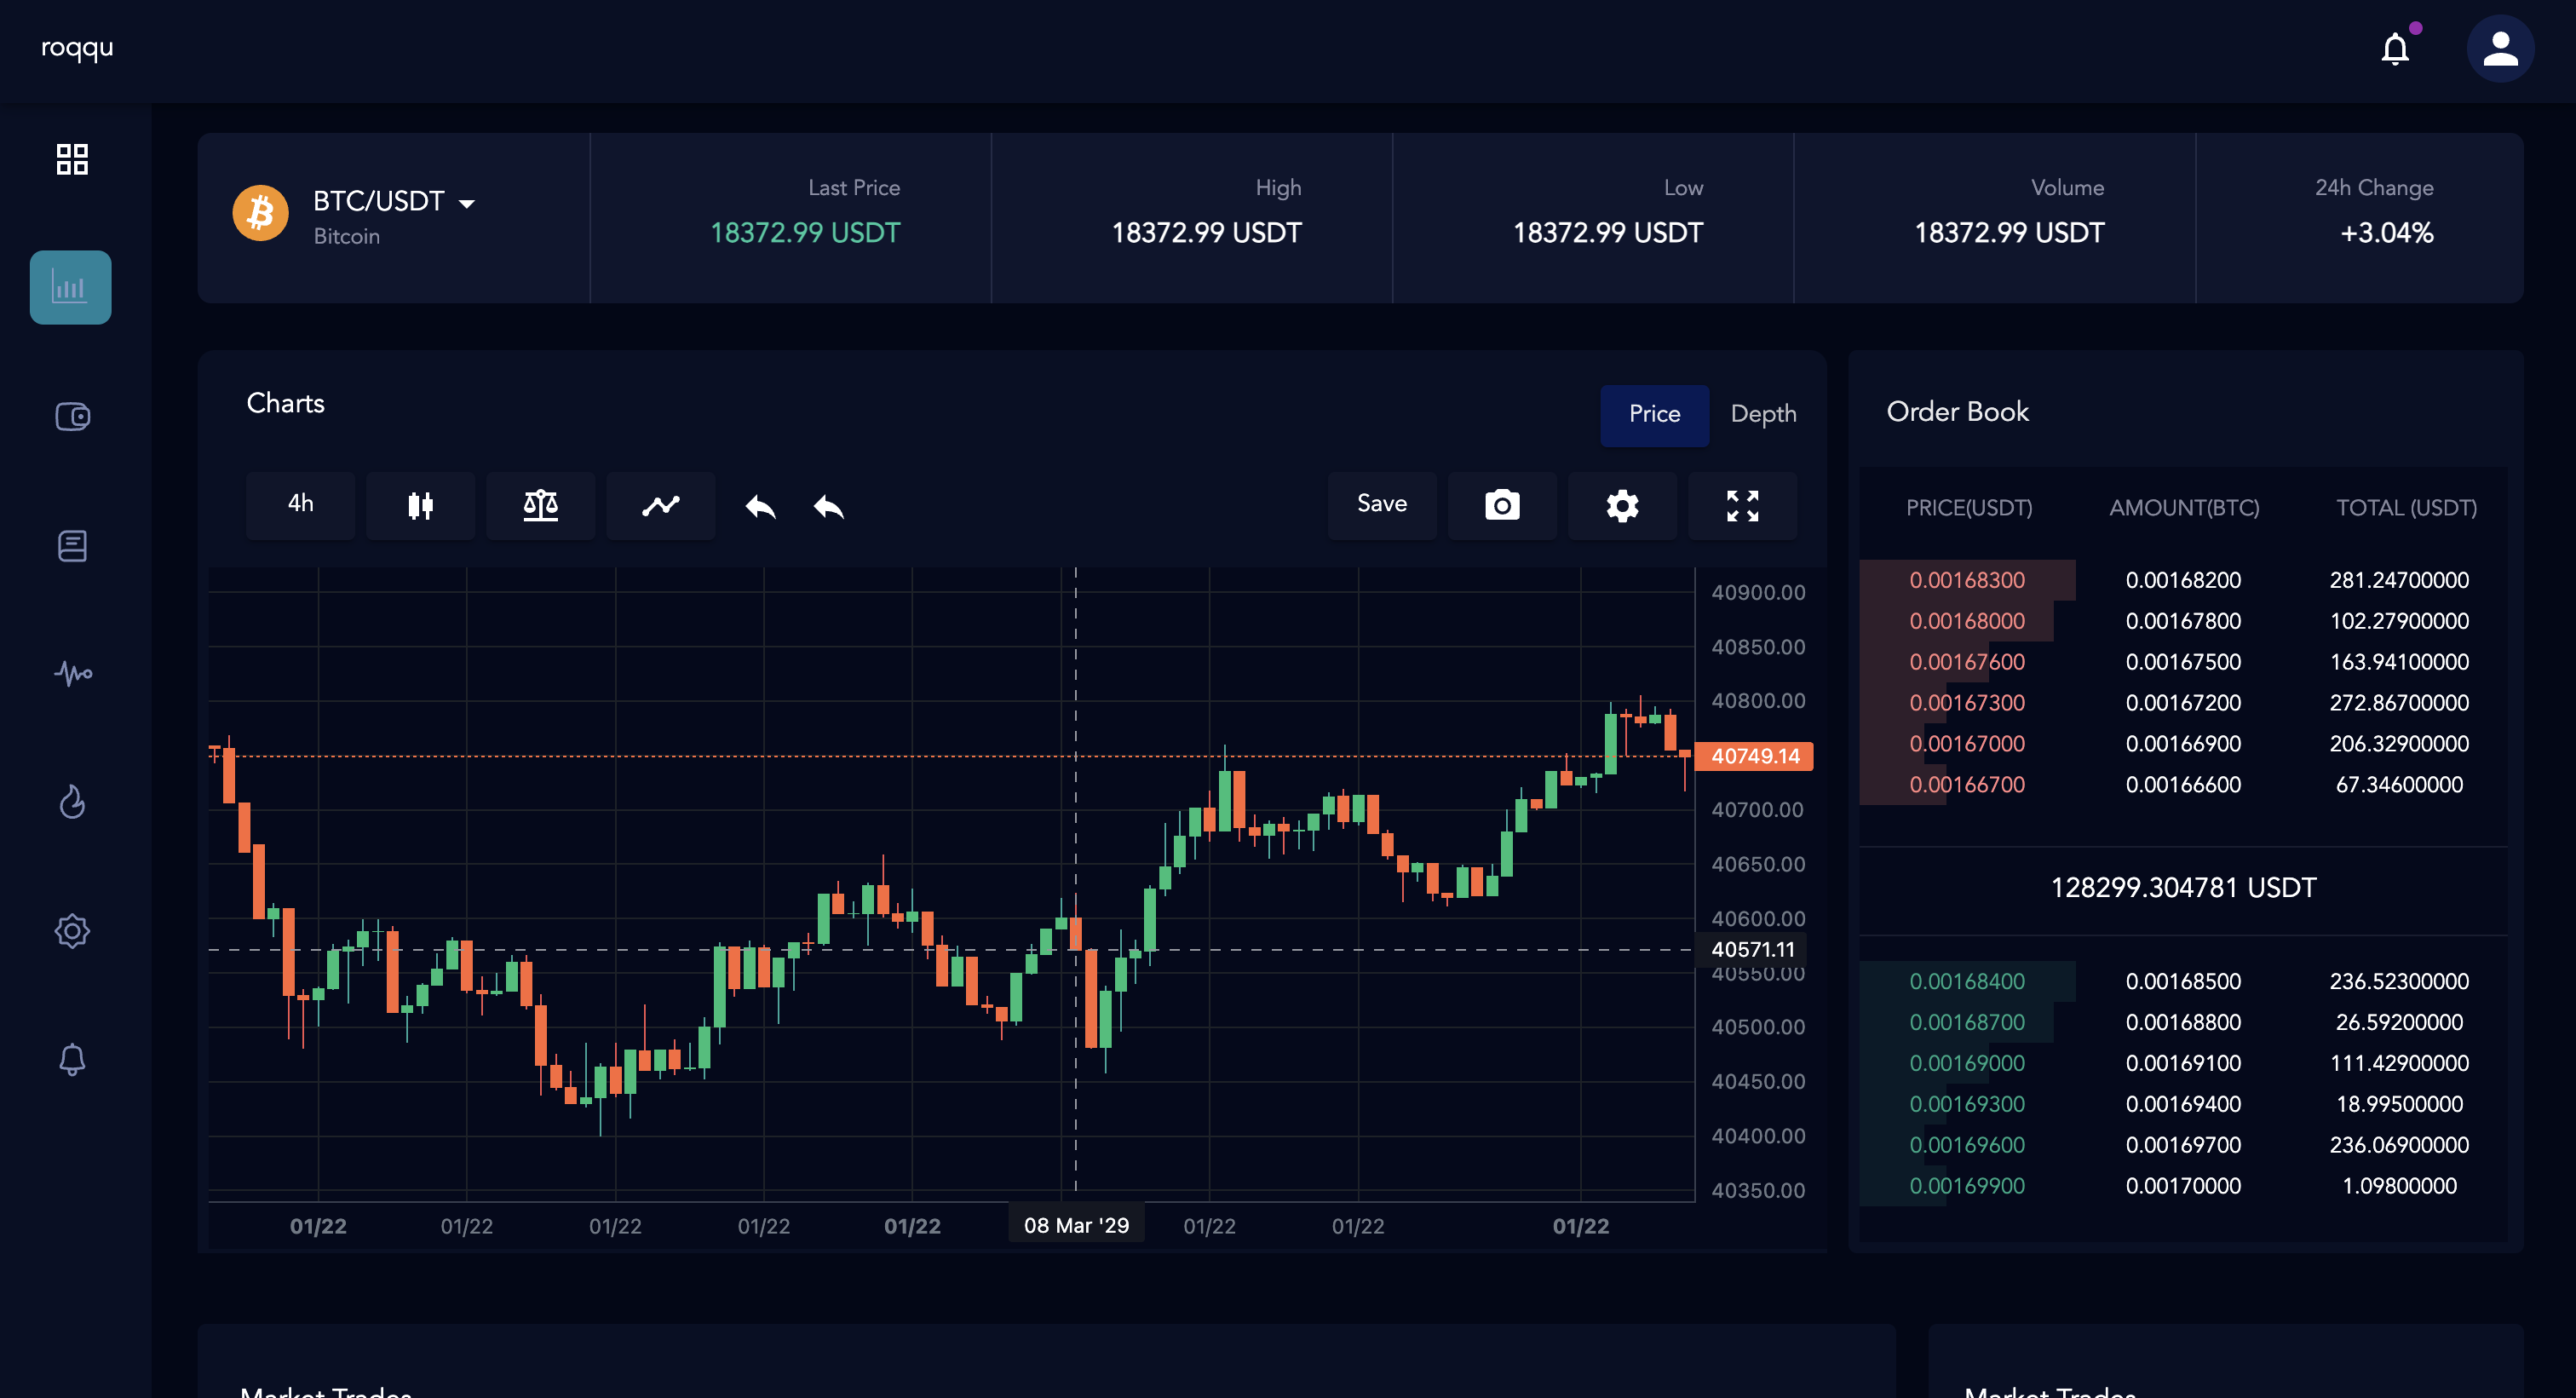 roqqu
BTC/USDT
Bitcoin
Last Price
18372.99 USDT
High
18372.99 USDT
Low
18372.99 USDT
Volume
18372.99 USDT
24h Change
+3.04%
Charts
Price Depth
4h
Save
40900.00
40850.00
40800.00
40749.14
40700.00
40650.00
40600.00
40571.11
40550.00
40500.00
40450.00
40400.00
40350.00
01/22 01/22 01/22 01/22 01/22 08 Mar '29 01/22 01/22 01/22
Order Book
PRICE(USDT) AMOUNT(BTC) TOTAL (USDT)
0.00168300 0.00168200 281.24700000
0.00168000 0.00167800 102.27900000
0.00167600 0.00167500 163.94100000
0.00167300 0.00167200 272.86700000
0.00167000 0.00166900 206.32900000
0.00166700 0.00166600 67.34600000
128299.304781 USDT
0.00168400 0.00168500 236.52300000
0.00168700 0.00168800 26.59200000
0.00169000 0.00169100 111.42900000
0.00169300 0.00169400 18.99500000
0.00169600 0.00169700 236.06900000
0.00169900 0.00170000 1.09800000
Market Trades
Market Trades